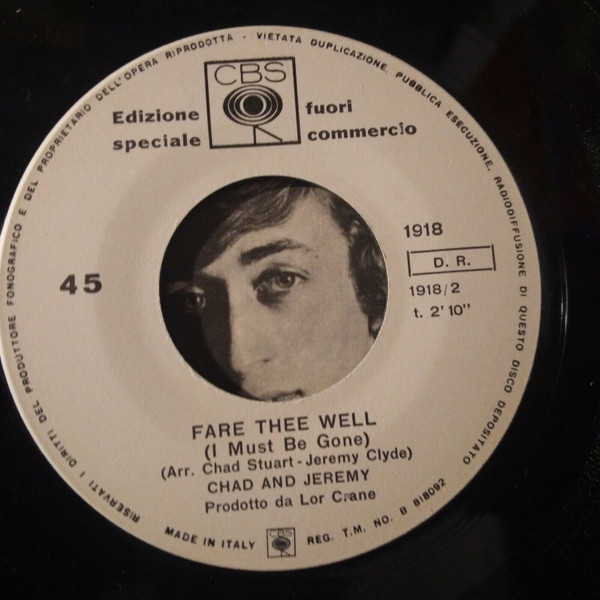 RISERVATI I DIRITTI DEL PRODUTTORE FONOGRAFICO E DEL PROPRIETARIO DELL'OPERA RIPRODOTTA - VIETATA DUPLICAZIONE, PUBBLICA ESECUZIONE, RADIODIFFUSIONE DI QUESTO DISCO DEPOSITATO
CBS
Edizione speciale
fuori commercio
45
1918
D. R.
1918/2
t. 2' 10"
FARE THEE WELL
(I Must Be Gone)
(Arr. Chad Stuart - Jeremy Clyde)
CHAD AND JEREMY
Prodotto da Lor Crane
MADE IN ITALY
REG. T.M. NO. B 818092